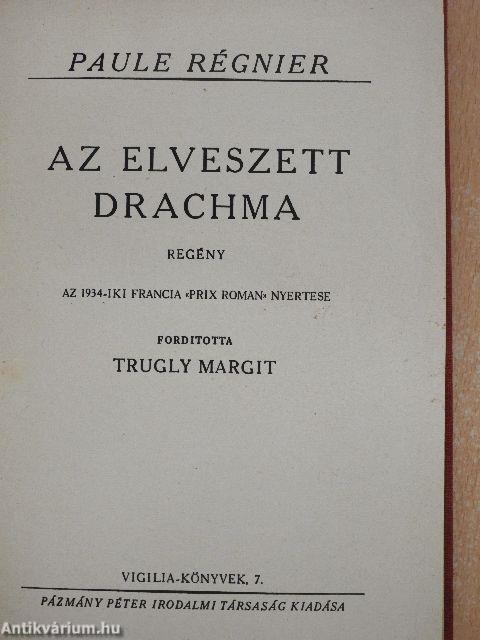 PAULE RÉGNIER
AZ ELVESZETT
DRACHMA
REGÉNY
AZ 1934-IKI FRANCIA «PRIX ROMAN» NYERTESE
FORDITOTTA
TRUGLY MARGIT
VIGILIA-KÖNYVEK, 7.
PÁZMÁNY PÉTER IRODALMI TÁRSASÁG KIADÁSA
Antikvárium.hu